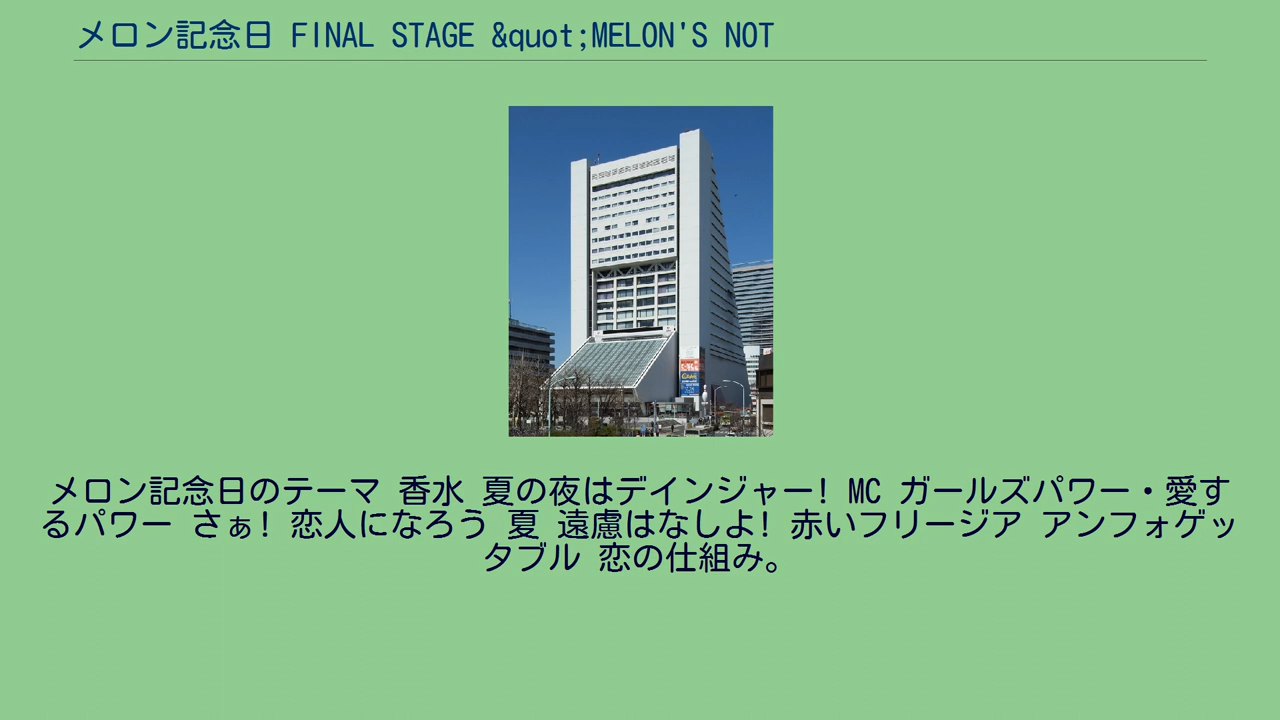 メロン記念日 FINAL STAGE &quot;MELON'S NOT
メロン記念日のテーマ 香水 夏の夜はデインジャー! MC ガールズパワー・愛す
るパワー さぁ! 恋人になろう 夏 遠慮はなしよ! 赤いフリージア アンフォゲッ
タブル 恋の仕組み。